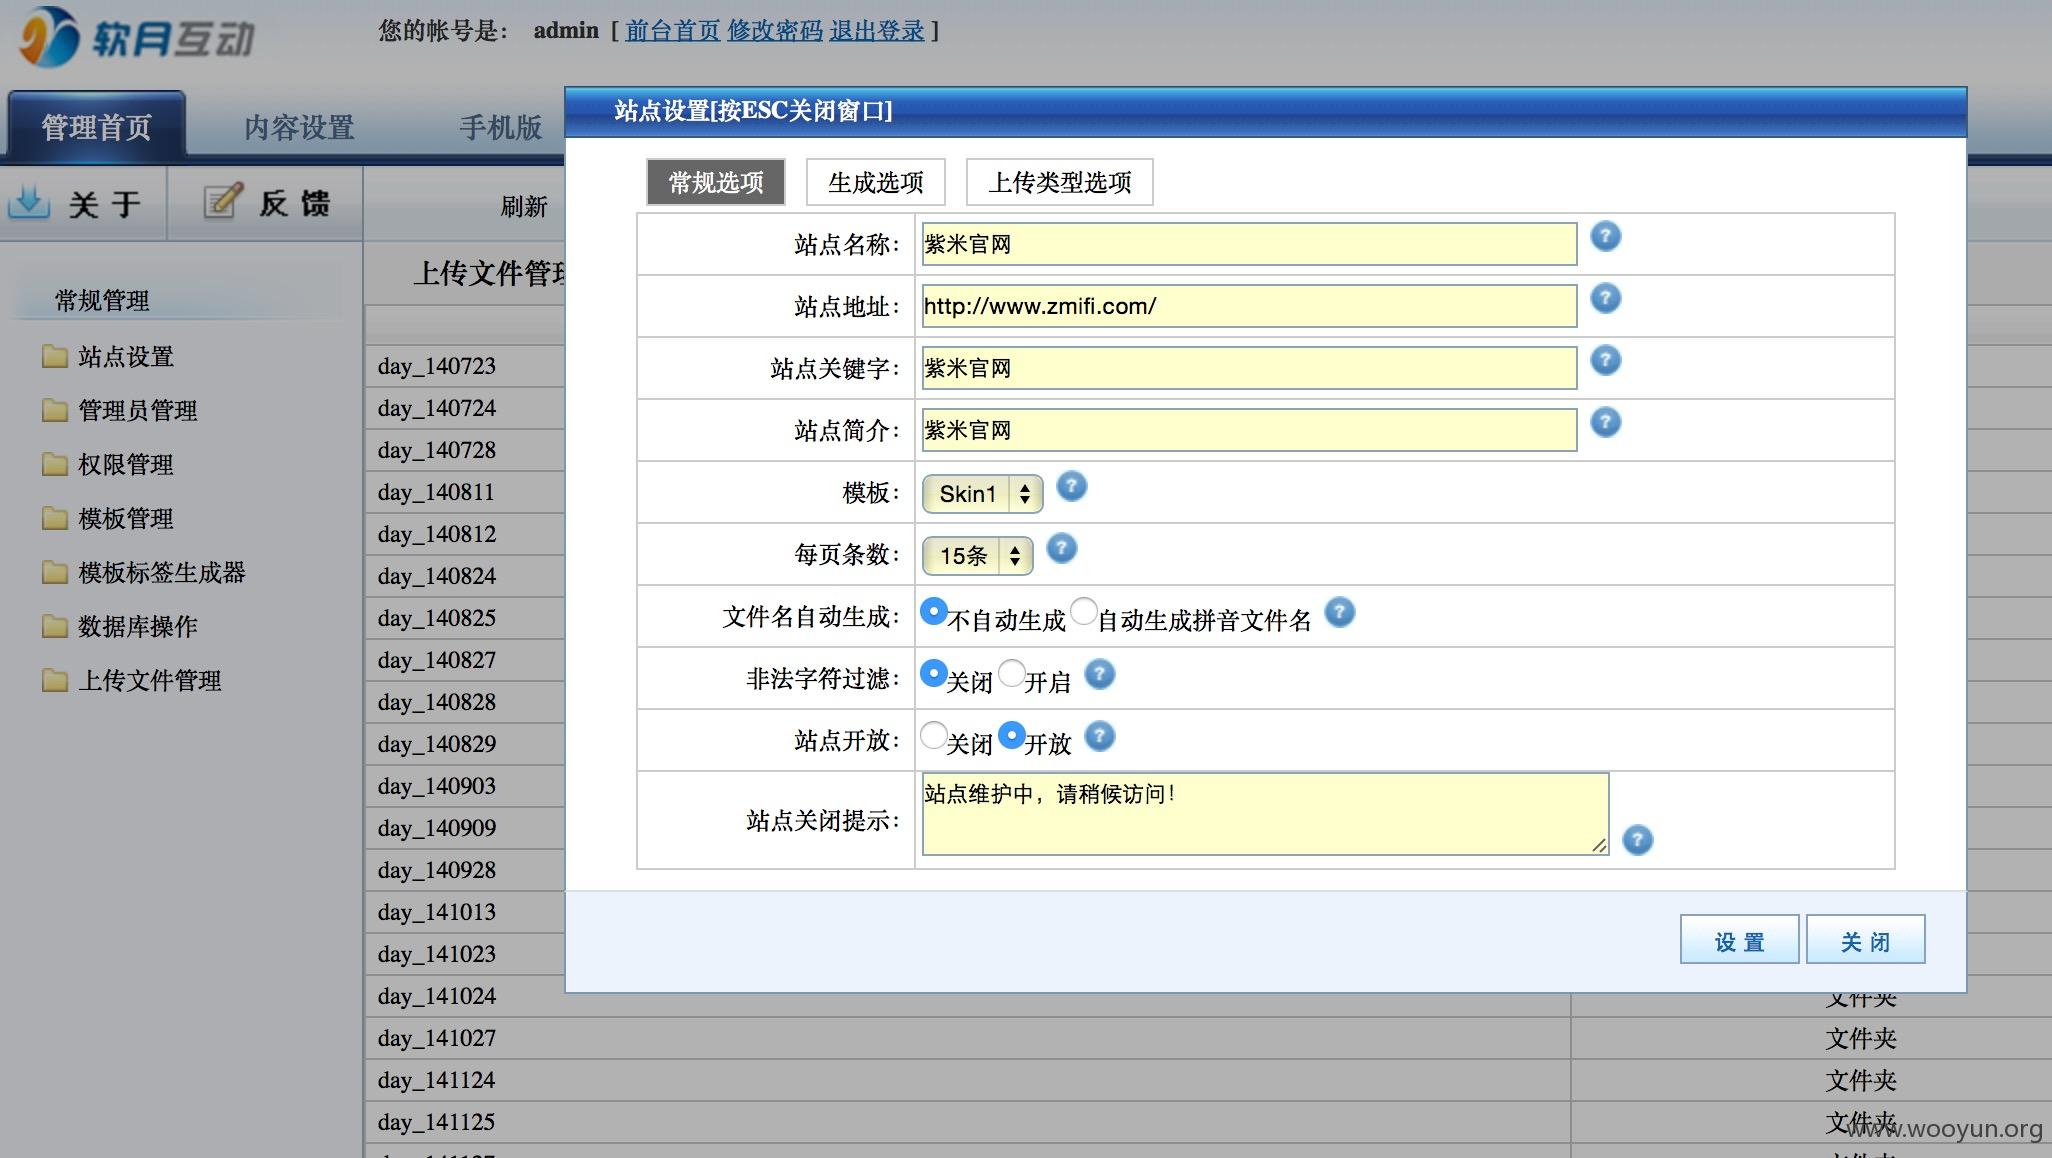 软月互动
您的帐号是： admin [ 前台首页 修改密码 退出登录 ]
管理首页 内容设置 手机版
关 于 反 馈 刷新
常规管理
站点设置
管理员管理
权限管理
模板管理
模板标签生成器
数据库操作
上传文件管理
上传文件管理
day_140723
day_140724
day_140728
day_140811
day_140812
day_140824
day_140825
day_140827
day_140828
day_140829
day_140903
day_140909
day_140928
day_141013
day_141023
day_141024 文件夹
day_141027 文件夹
day_141124 文件夹
day_141125 文件夹
站点设置[按ESC关闭窗口]
常规选项 生成选项 上传类型选项
站点名称： 紫米官网
站点地址： http://www.zmifi.com/
站点关键字： 紫米官网
站点简介： 紫米官网
模板： Skin1
每页条数： 15条
文件名自动生成： 不自动生成 自动生成拼音文件名
非法字符过滤： 关闭 开启
站点开放： 关闭 开放
站点关闭提示： 站点维护中，请稍候访问！
设 置 关 闭
www.wooyun.org